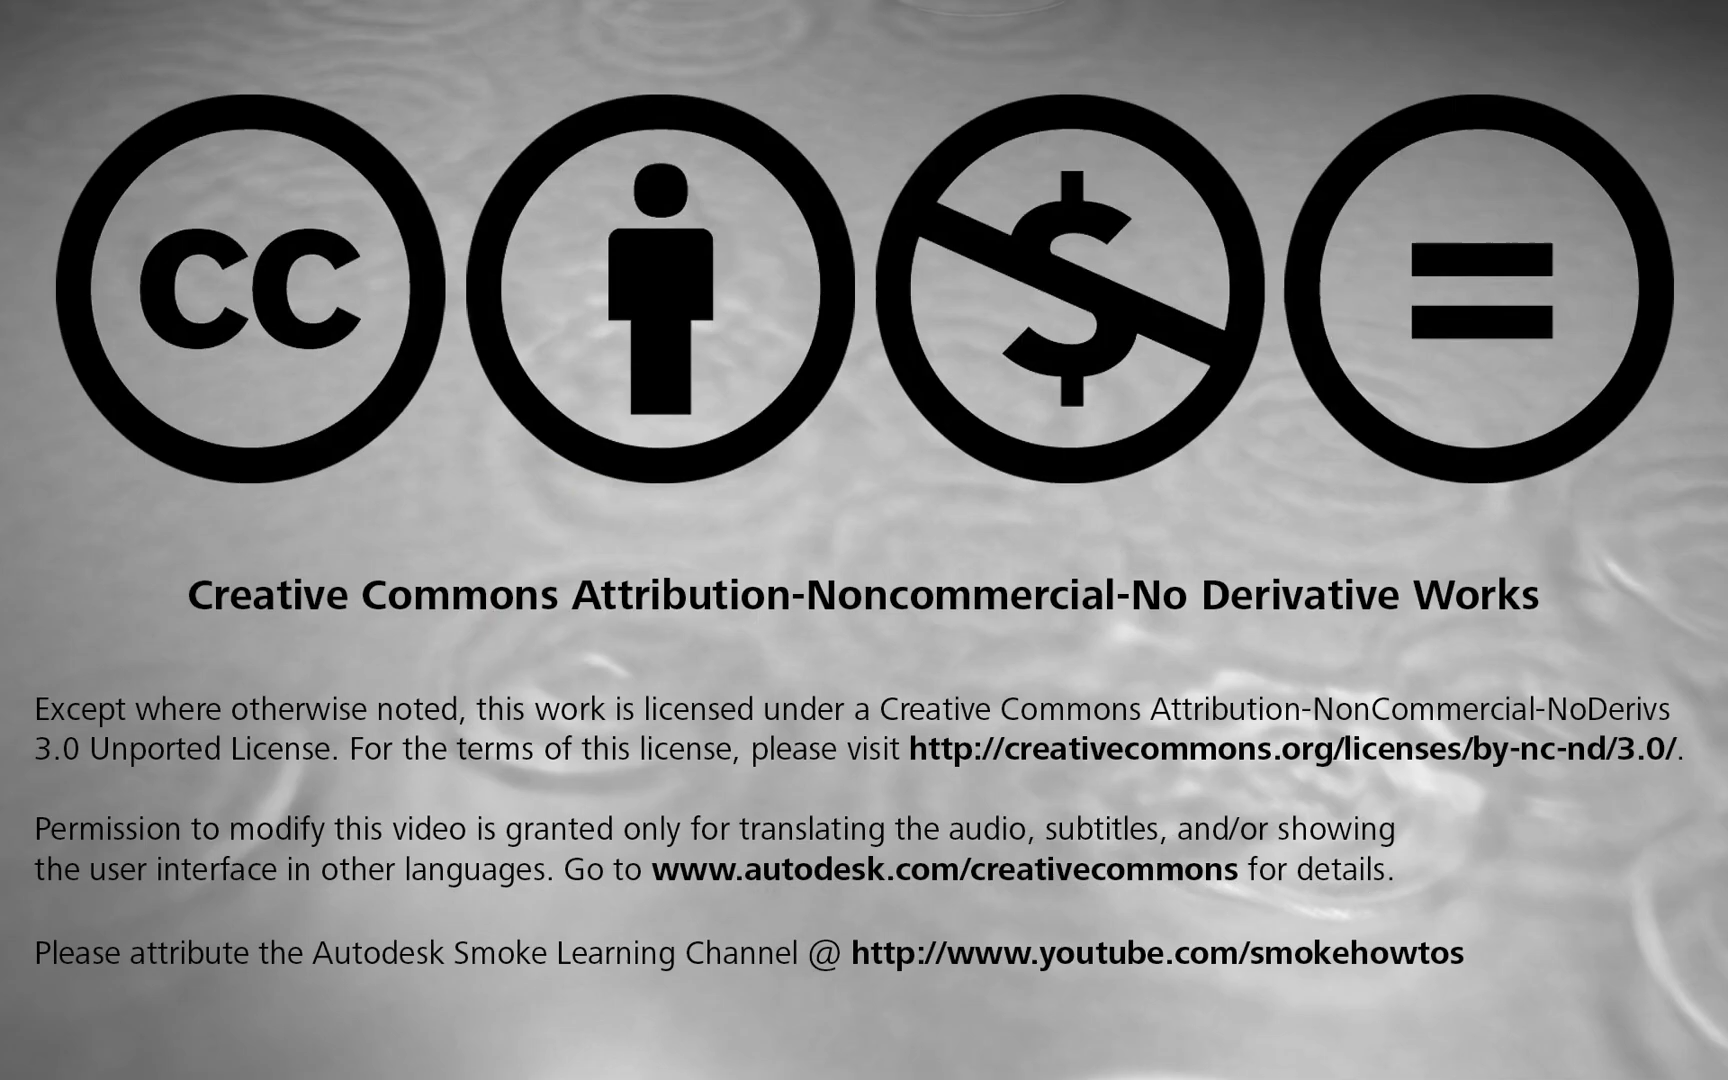 cc
$
=
Creative Commons Attribution-Noncommercial-No Derivative Works
Except where otherwise noted, this work is licensed under a Creative Commons Attribution-NonCommercial-NoDerivs
3.0 Unported License. For the terms of this license, please visit http://creativecommons.org/licenses/by-nc-nd/3.0/.
Permission to modify this video is granted only for translating the audio, subtitles, and/or showing
the user interface in other languages. Go to www.autodesk.com/creativecommons for details.
Please attribute the Autodesk Smoke Learning Channel @ http://www.youtube.com/smokehowtos